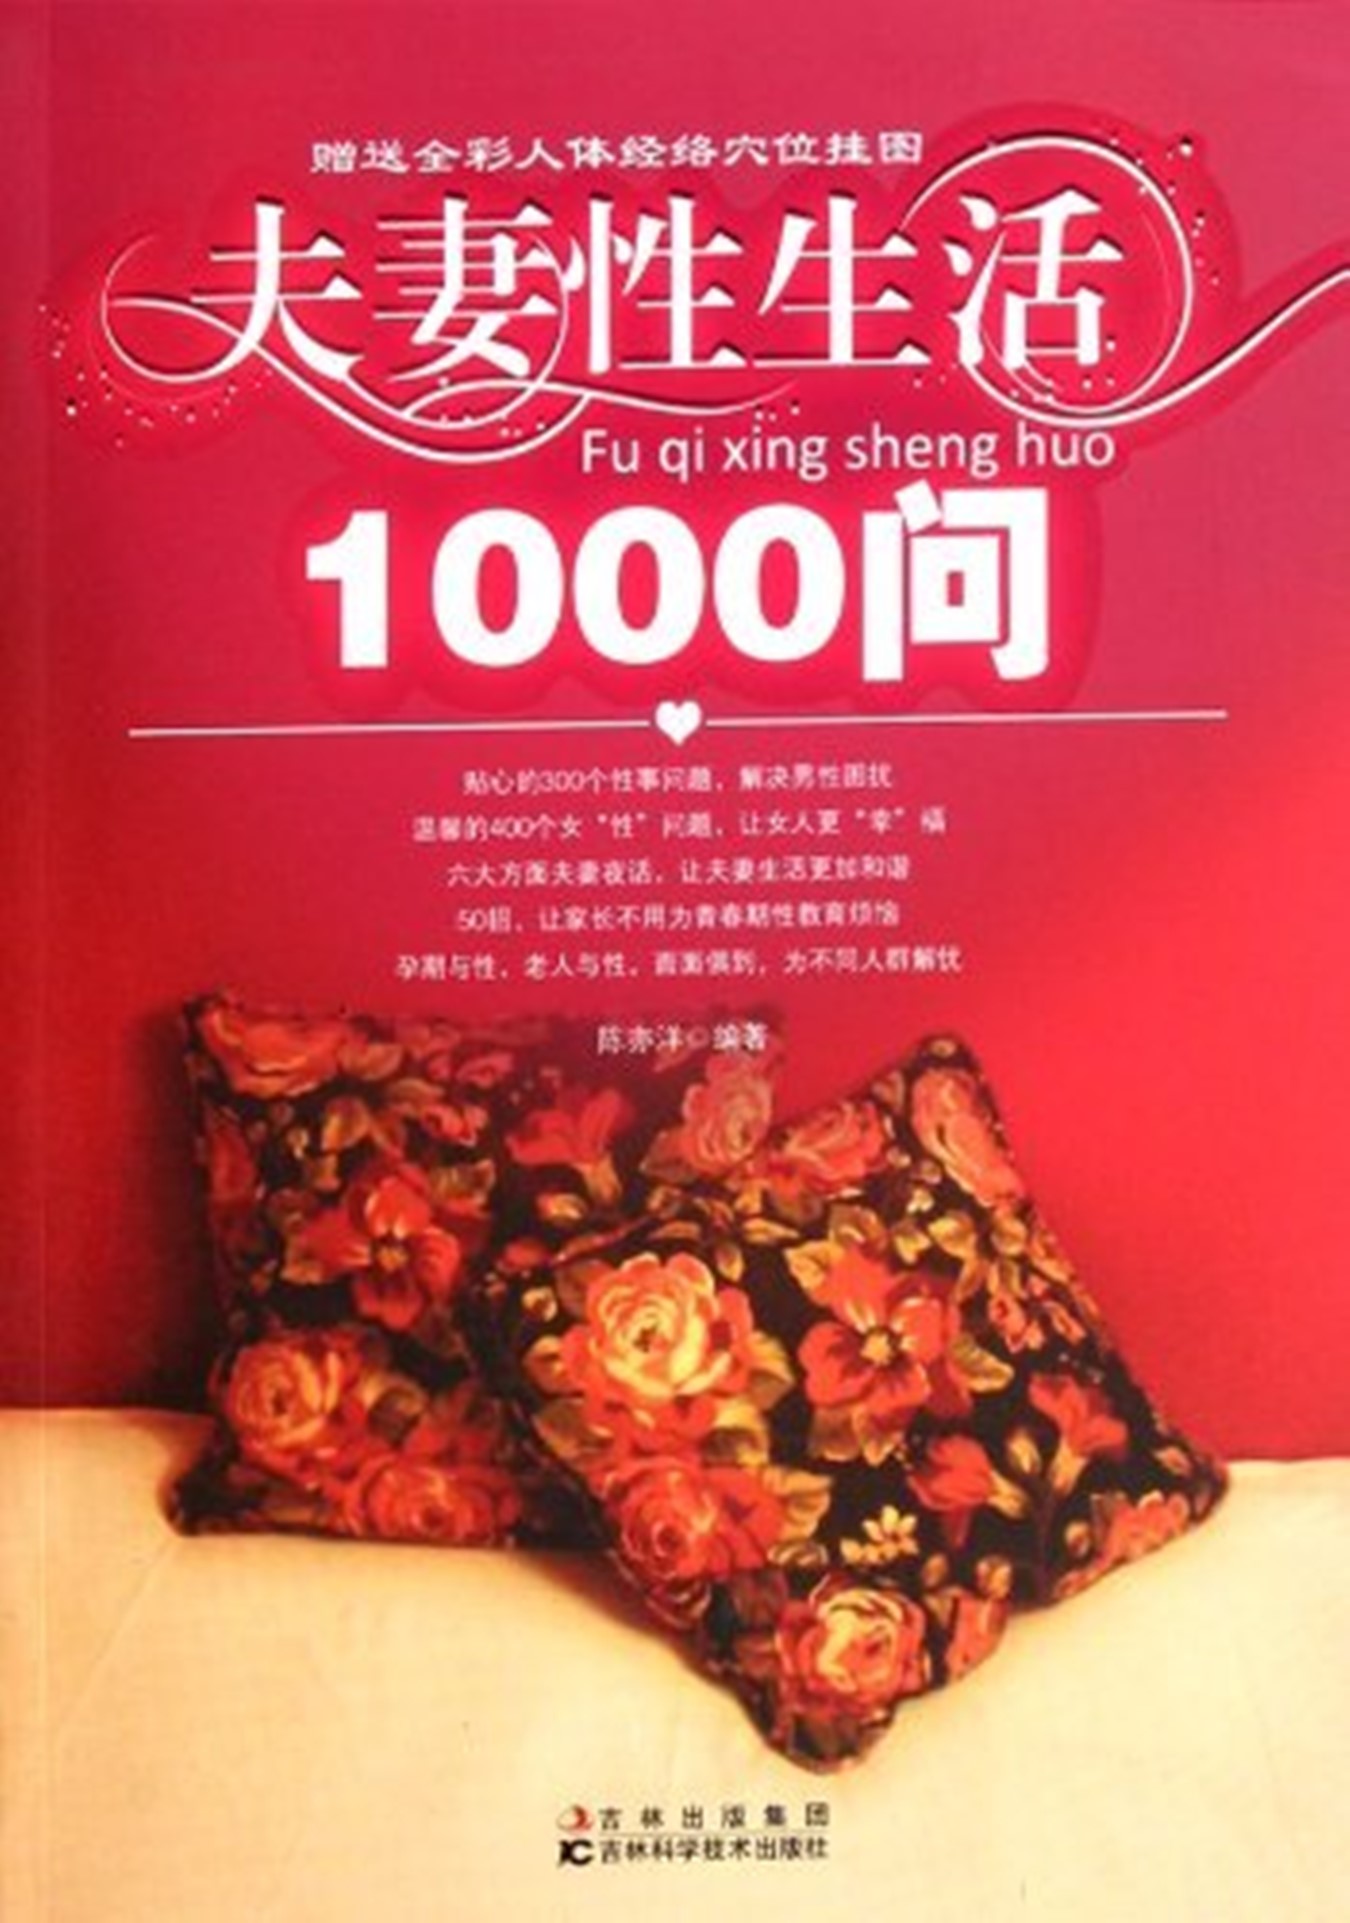 赠送全彩人体经络穴位挂图
夫妻性生活
Fu qi xing sheng huo
1000问
贴心的300个性事问题，解决男性困扰
温馨的400个女“性”问题，让女人更“幸”福
六大方面夫妻夜话，让夫妻生活更加和谐
50招，让家长不用为青春期性教育烦恼
孕期与性，老人与性，面面俱到，为不同人群解忧
陈亦洋◎编著
吉林出版集团
吉林科学技术出版社